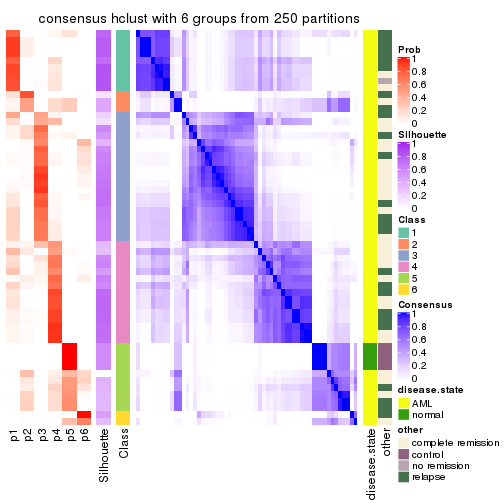 consensus hclust with 6 groups from 250 partitions
Prob
1
0.8
0.6
0.4
0.2
0
Silhouette
1
0.8
0.6
0.4
0.2
0
Class
1
2
3
4
5
6
Consensus
1
0.8
0.6
0.4
0.2
0
disease.state
AML
normal
other
complete remission
control
no remission
relapse
p1
p2
p3
p4
p5
p6
Silhouette
Class
disease.state
other